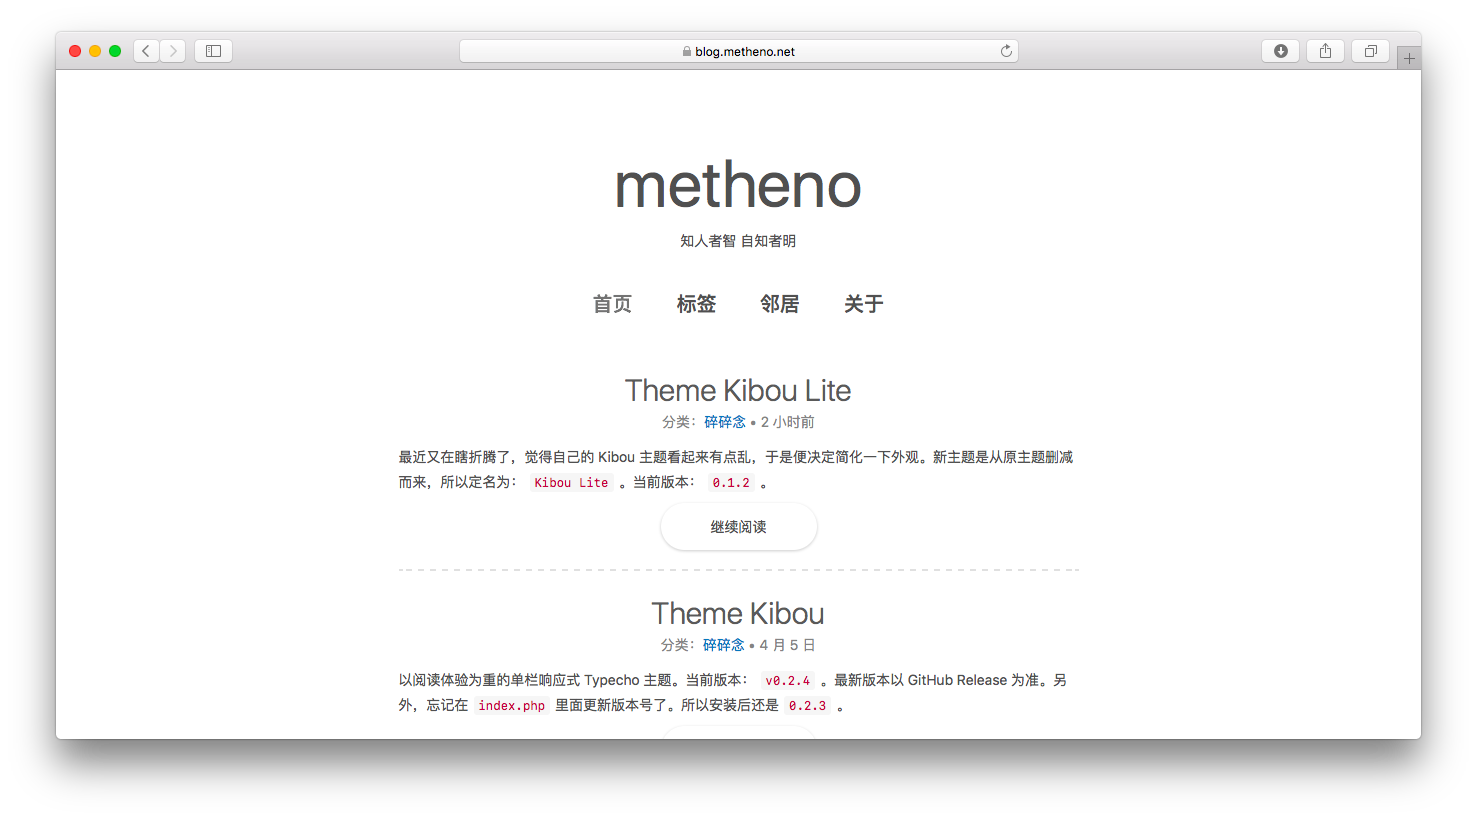 blog.metheno.net
metheno
知人者智 自知者明
首页 标签 邻居 关于
Theme Kibou Lite
分类：碎碎念 • 2 小时前
最近又在瞎折腾了，觉得自己的 Kibou 主题看起来有点乱，于是便决定简化一下外观。新主题是从原主题删减
而来，所以定名为： Kibou Lite 。当前版本： 0.1.2 。
继续阅读
Theme Kibou
分类：碎碎念 • 4 月 5 日
以阅读体验为重的单栏响应式 Typecho 主题。当前版本： v0.2.4 。最新版本以 GitHub Release 为准。另
外，忘记在 index.php 里面更新版本号了。所以安装后还是 0.2.3 。